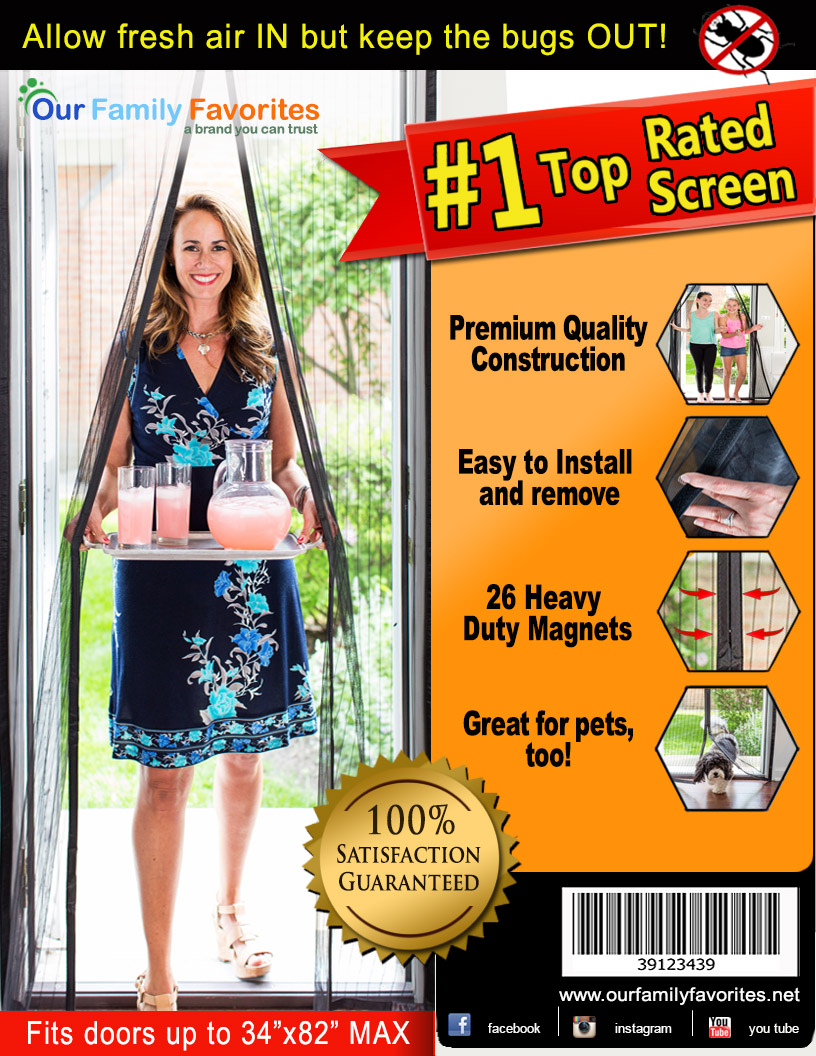 Allow fresh air IN but keep the bugs OUT!
Our Family Favorites
a brand you can trust
#1 Top Rated
Screen
Premium Quality
Construction
Easy to Install
and remove
26 Heavy
Duty Magnets
Great for pets,
too!
100%
SATISFACTION
GUARANTEED
39123439
www.ourfamilyfavorites.net
Fits doors up to 34”x82” MAX
facebook
instagram
You
Tube
you tube